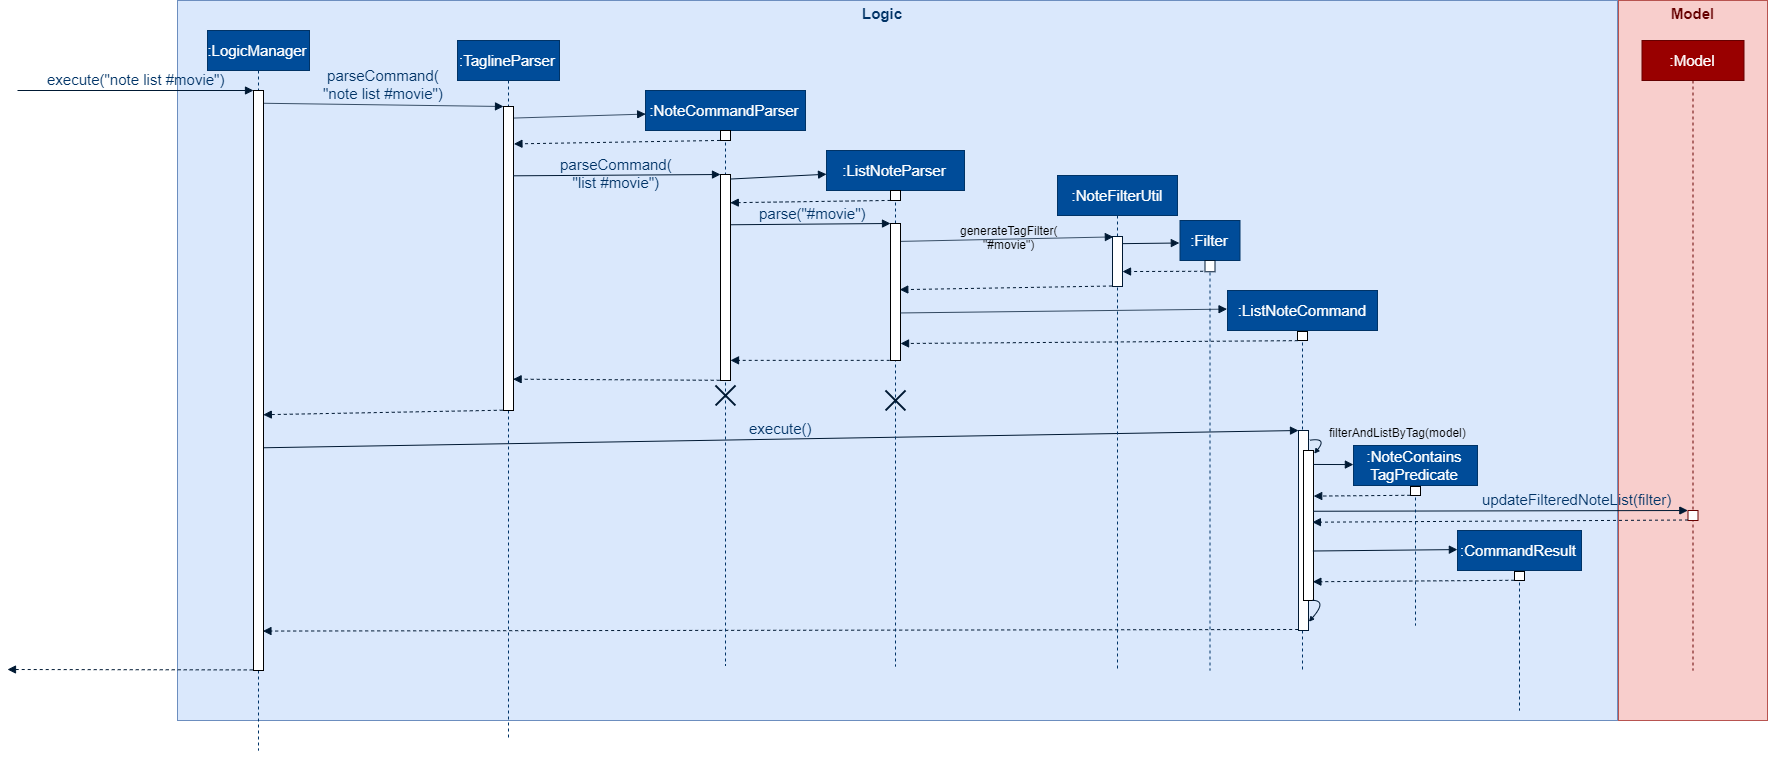 Logic
Model
:LogicManager
:TaglineParser
:Model
execute("note list #movie")
parseCommand(
"note list #movie")
:NoteCommandParser
parseCommand(
"list #movie")
:ListNoteParser
parse("#movie")
:NoteFilterUtil
generateTagFilter(
"#movie")
:Filter
:ListNoteCommand
execute()
filterAndListByTag(model)
:NoteContains
TagPredicate
updateFilteredNoteList(filter)
:CommandResult